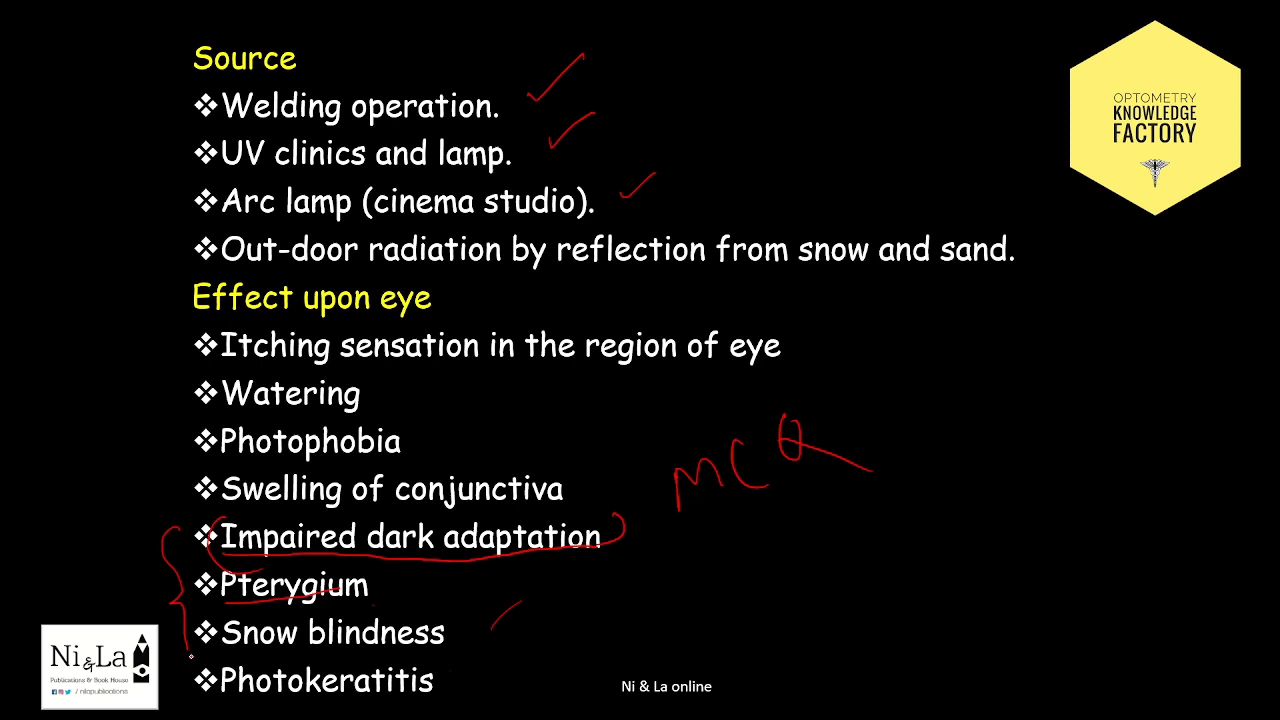 Source
❖Welding operation.
❖UV clinics and lamp.
❖Arc lamp (cinema studio).
❖Out-door radiation by reflection from snow and sand.
Effect upon eye
❖Itching sensation in the region of eye
❖Watering
❖Photophobia
❖Swelling of conjunctiva
MCQ
❖Impaired dark adaptation
❖Pterygium
❖Snow blindness
❖Photokeratitis
OPTOMETRY
KNOWLEDGE
FACTORY
Ni&La
Publications & Book House
/ nilapublications
Ni & La online